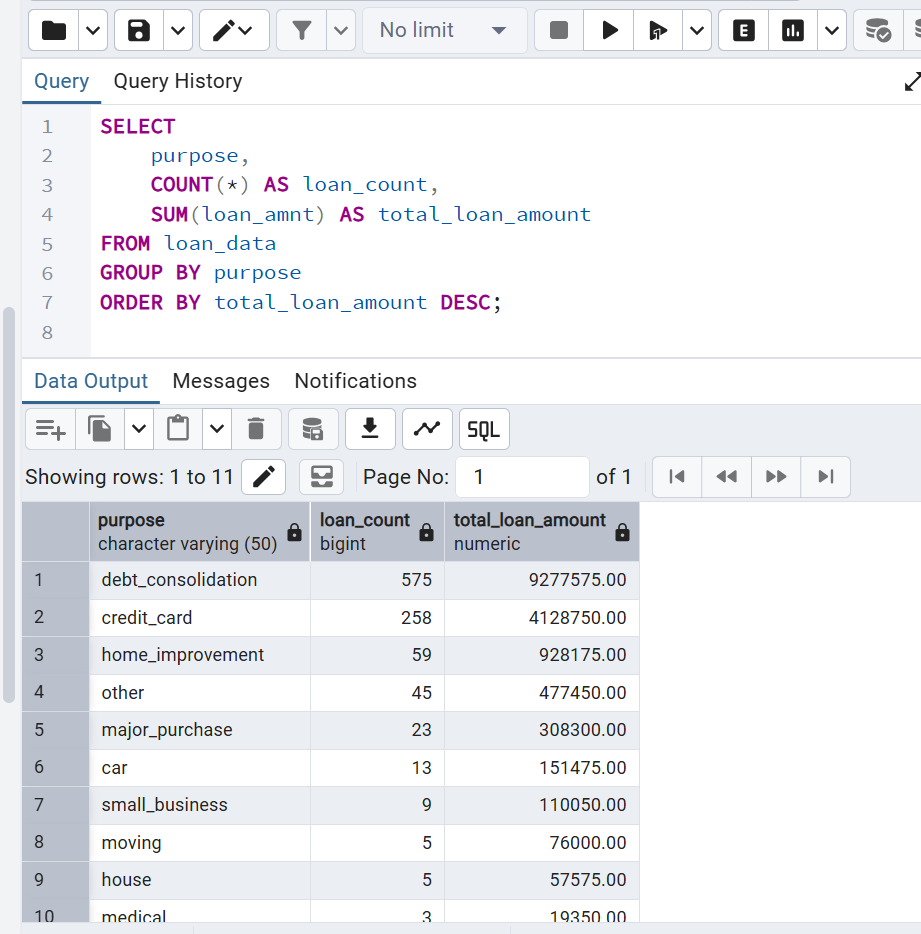 No limit
E
Query Query History
1 SELECT
2 purpose,
3 COUNT(*) AS loan_count,
4 SUM(loan_amnt) AS total_loan_amount
5 FROM loan_data
6 GROUP BY purpose
7 ORDER BY total_loan_amount DESC;
8
Data Output Messages Notifications
SQL
Showing rows: 1 to 11 Page No: 1 of 1
purpose loan_count total_loan_amount
character varying (50) bigint numeric
1 debt_consolidation 575 9277575.00
2 credit_card 258 4128750.00
3 home_improvement 59 928175.00
4 other 45 477450.00
5 major_purchase 23 308300.00
6 car 13 151475.00
7 small_business 9 110050.00
8 moving 5 76000.00
9 house 5 57575.00
10 medical 3 19350.00